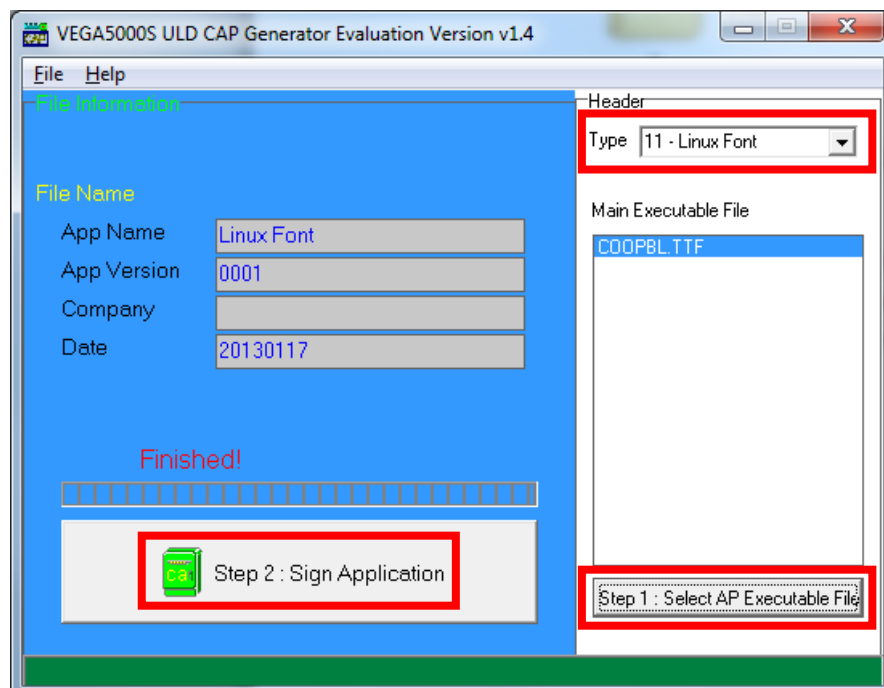 VEGA5000S ULD CAP Generator Evaluation Version v1.4
File Help
File Information
File Name
App Name Linux Font
App Version 0001
Company
Date 20130117
Finished!
ca1
Step 2 : Sign Application
Header
Type 11 - Linux Font
Main Executable File
COOPBL.TTF
Step 1 : Select AP Executable File